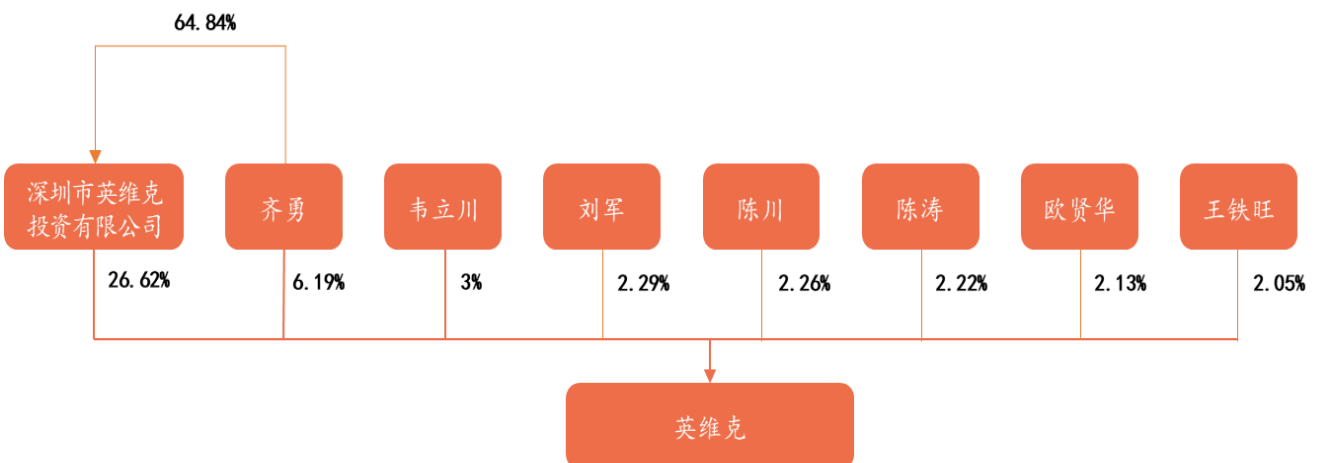 64.84%
深圳市英维克
投资有限公司
齐勇
韦立川
刘军
陈川
陈涛
欧贤华
王铁旺
26.62%
6.19%
3%
2.29%
2.26%
2.22%
2.13%
2.05%
英维克